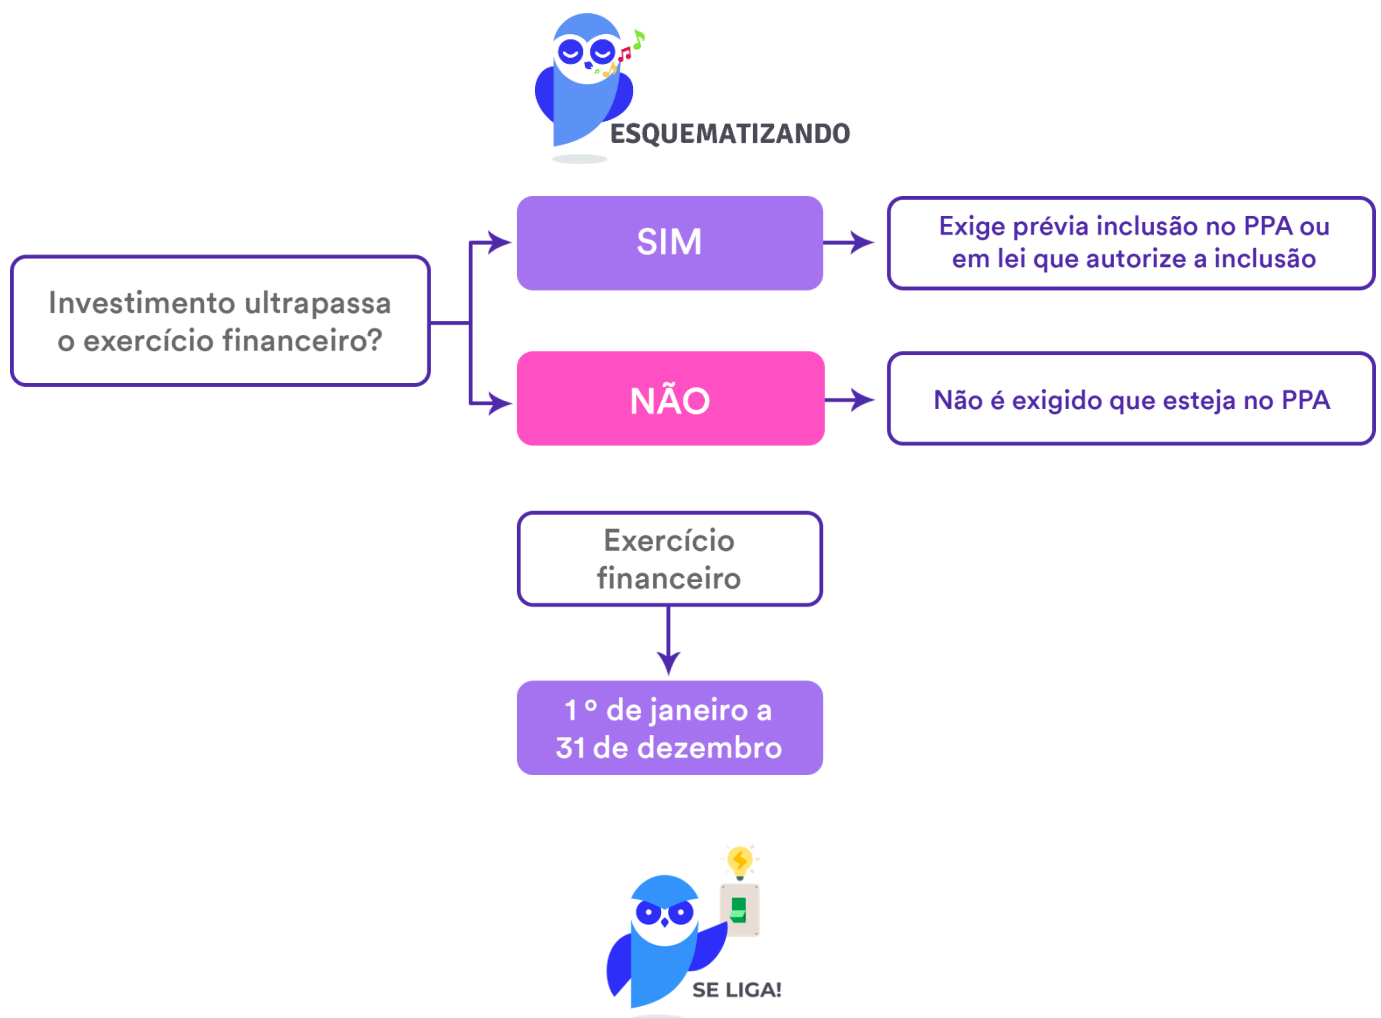 ESQUEMATIZANDO
SIM
Exige prévia inclusão no PPA ou
em lei que autorize a inclusão
Investimento ultrapassa
o exercício financeiro?
NÃO
Não é exigido que esteja no PPA
Exercício
financeiro
1 º de janeiro a
31 de dezembro
SE LIGA!